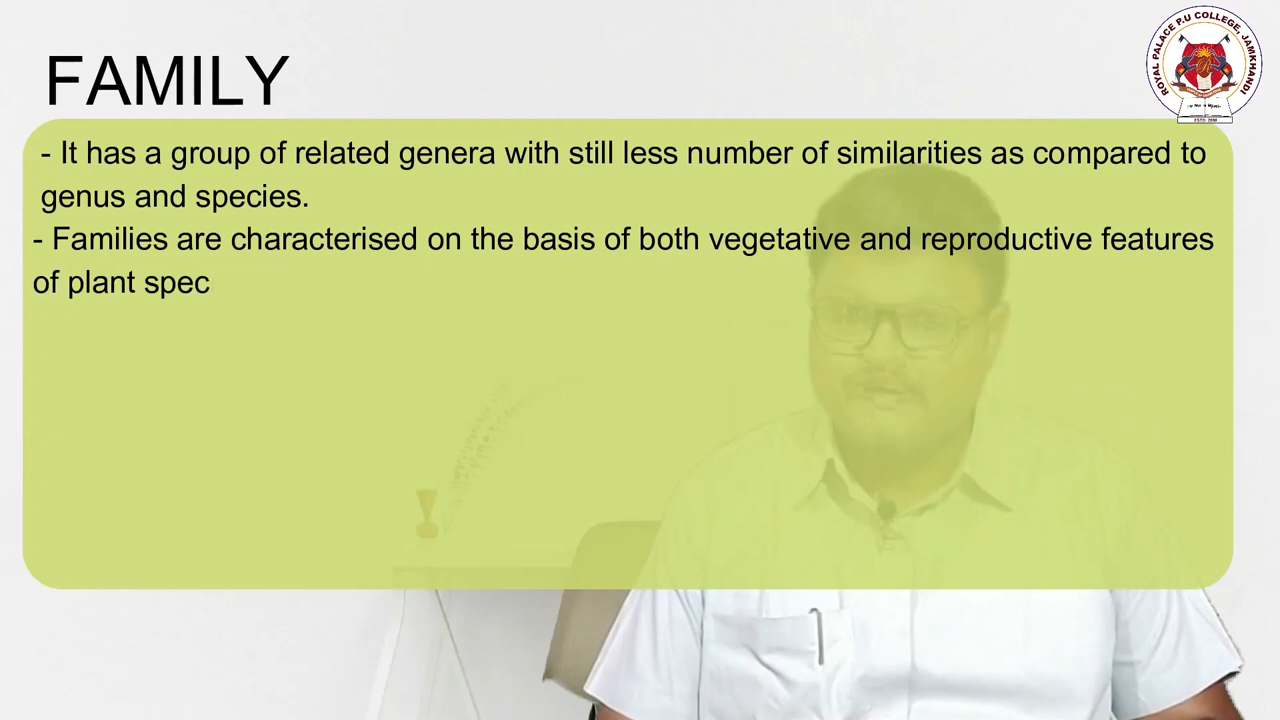 ROYAL PALACE P.U COLLEGE, JAMKHANDI
FAMILY
- It has a group of related genera with still less number of similarities as compared to
genus and species.
- Families are characterised on the basis of both vegetative and reproductive features
of plant spec